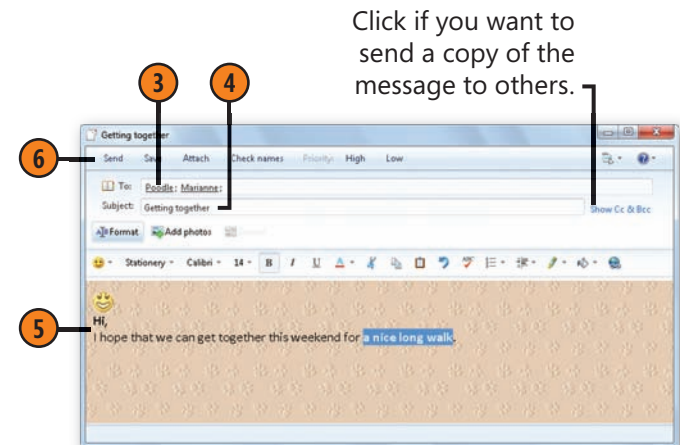 Click if you want to
send a copy of the
message to others.
3
4
Getting together
6
Send Save Attach Check names Priority: High Low
To: Poodle; Marianne;
Subject: Getting together
Show Cc & Bcc
Format Add photos
Stationery Calibri 14 B I U
5
Hi,
I hope that we can get together this weekend for a nice long walk.